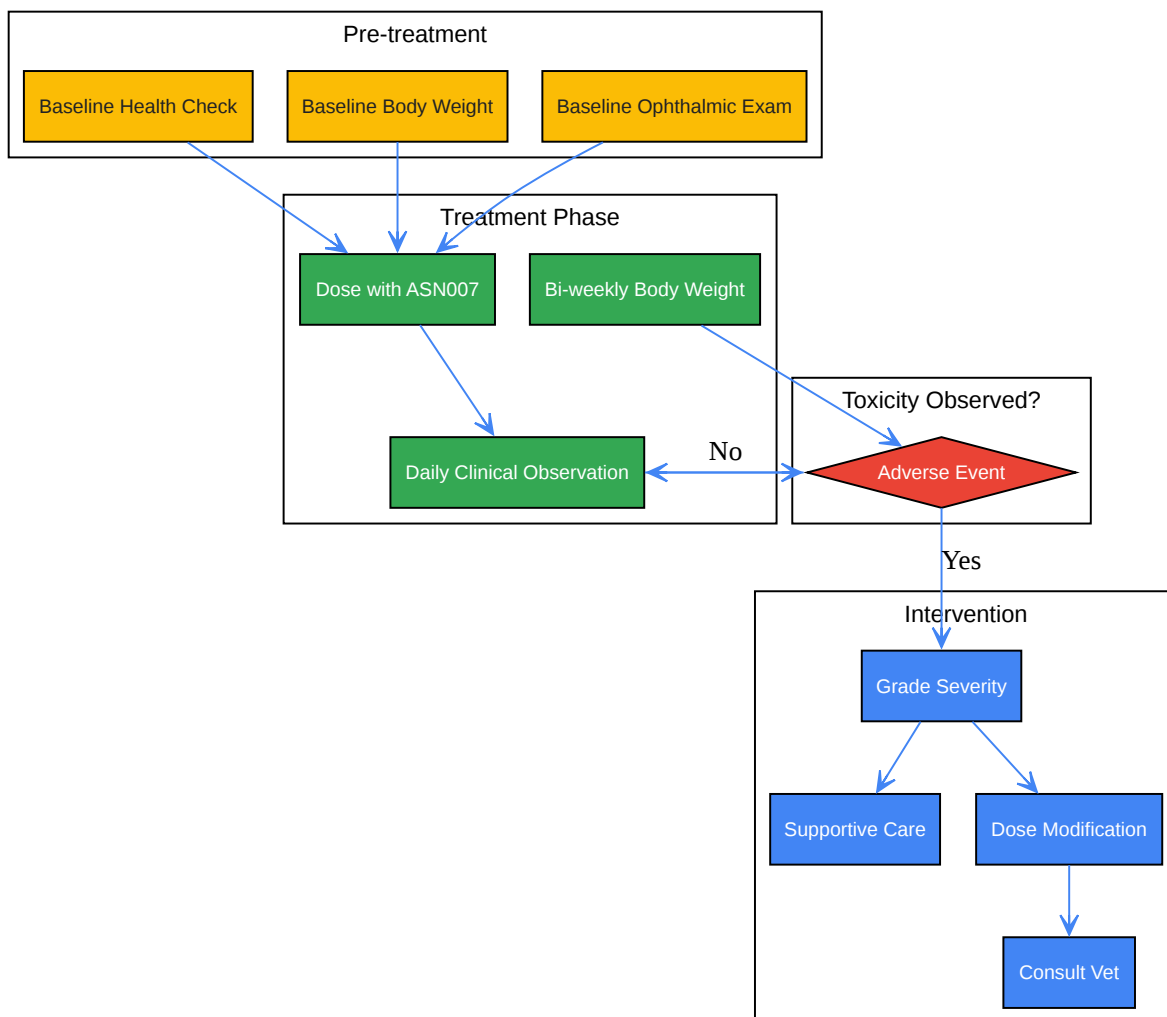 Pre-treatment
Baseline Health Check
Baseline Body Weight
Baseline Ophthalmic Exam
Treatment Phase
Dose with ASN007
Bi-weekly Body Weight
Toxicity Observed?
Daily Clinical Observation
No
Adverse Event
Yes
Intervention
Grade Severity
Supportive Care
Dose Modification
Consult Vet